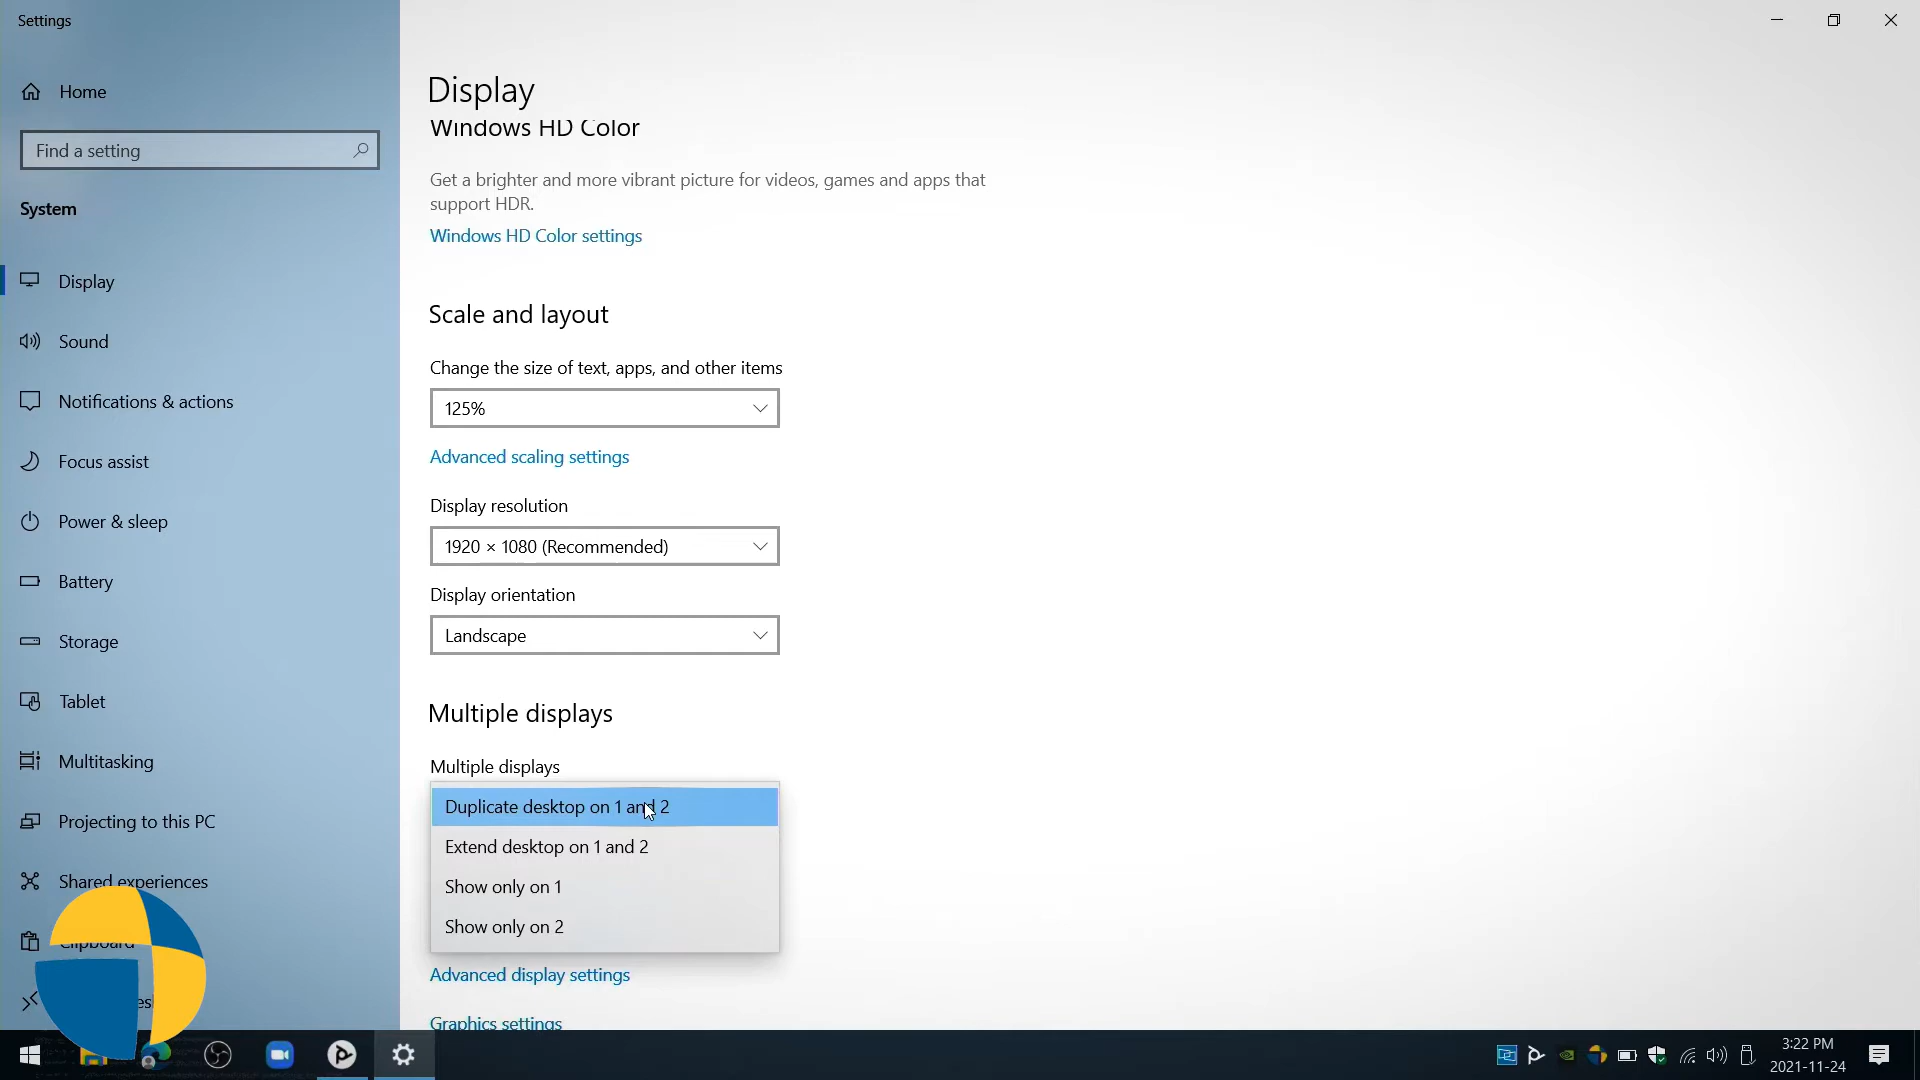 Settings
Home
Find a setting
System
Display
Sound
Notifications & actions
Focus assist
Power & sleep
Battery
Storage
Tablet
Multitasking
Projecting to this PC
Shared experiences
Clipboard
Display
Windows HD Color
Get a brighter and more vibrant picture for videos, games and apps that
support HDR.
Windows HD Color settings
Scale and layout
Change the size of text, apps, and other items
125%
Advanced scaling settings
Display resolution
1920 × 1080 (Recommended)
Display orientation
Landscape
Multiple displays
Multiple displays
Duplicate desktop on 1 and 2
Extend desktop on 1 and 2
Show only on 1
Show only on 2
Advanced display settings
Graphics settings
3:22 PM
2021-11-24